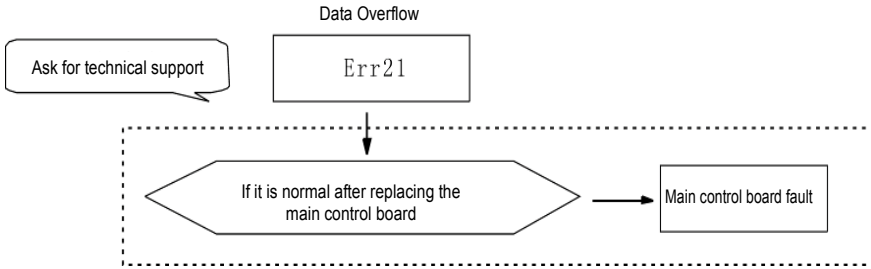 Data Overflow
Ask for technical support
Err21
If it is normal after replacing the
main control board
Main control board fault